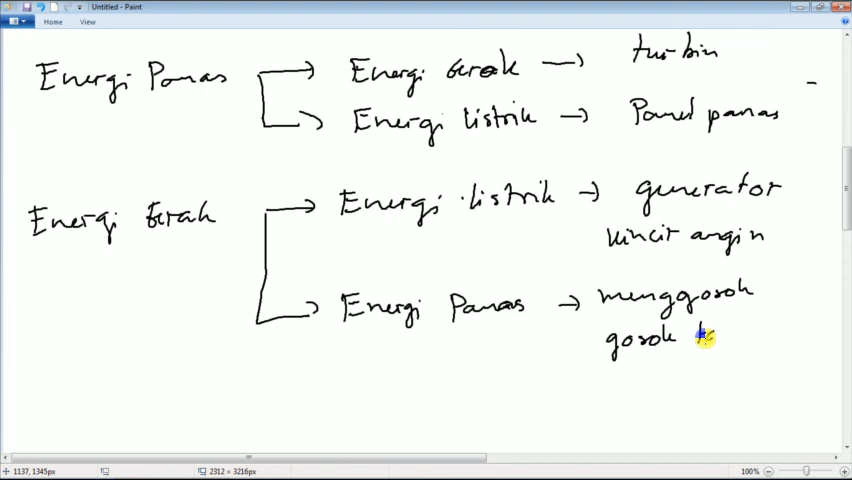 Untitled - Paint
Home View
turbin
Energi Panas Energi Gerak
Energi listrik Panel panas
Energi Gerak Energi listrik generator
kincir angin
Energi Panas menggosok
gosok
1137, 1345px 2312 × 3216px 100%